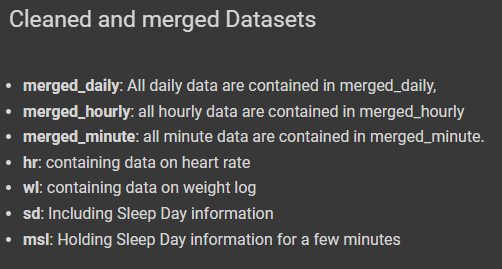 Cleaned and merged Datasets
• merged_daily: All daily data are contained in merged_daily,
• merged_hourly: all hourly data are contained in merged_hourly
• merged_minute: all minute data are contained in merged_minute.
• hr: containing data on heart rate
• wl: containing data on weight log
• sd: Including Sleep Day information
• msl: Holding Sleep Day information for a few minutes